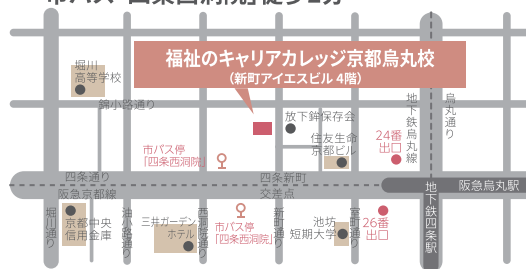 市バス「四条西洞院」徒歩2分
福祉のキャリアカレッジ京都烏丸校
(新町アイエスビル 4階)
堀川
高等学校
錦小路通り
放下鉾保存会
住友生命
京都ビル
地下鉄烏丸線
烏丸通り
24番
出口
市バス停
「四条西洞院」
四条通り
阪急京都線
四条新町
交差点
阪急烏丸駅
地下鉄四条駅
堀川通り
京都中央
信用金庫
油小路通り
三井ガーデン
ホテル
西洞院通り
市バス停
「四条西洞院」
新町通り
池坊
短期大学
室町通り
26番
出口